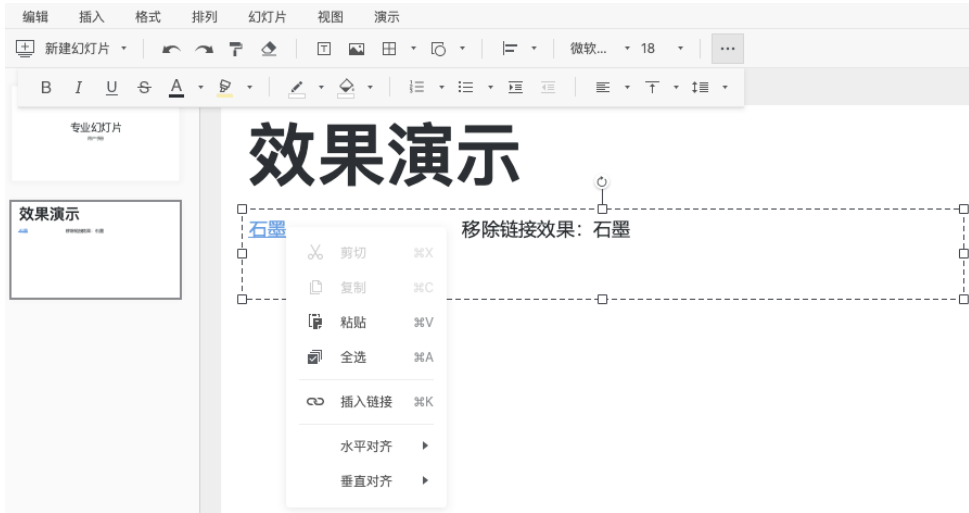 编辑 插入 格式 排列 幻灯片 视图 演示
新建幻灯片 微软... 18 ...
B I U S A
专业幻灯片
效果演示
效果演示
石墨 移除链接效果：石墨
剪切 ⌘X
复制 ⌘C
粘贴 ⌘V
全选 ⌘A
插入链接 ⌘K
水平对齐
垂直对齐